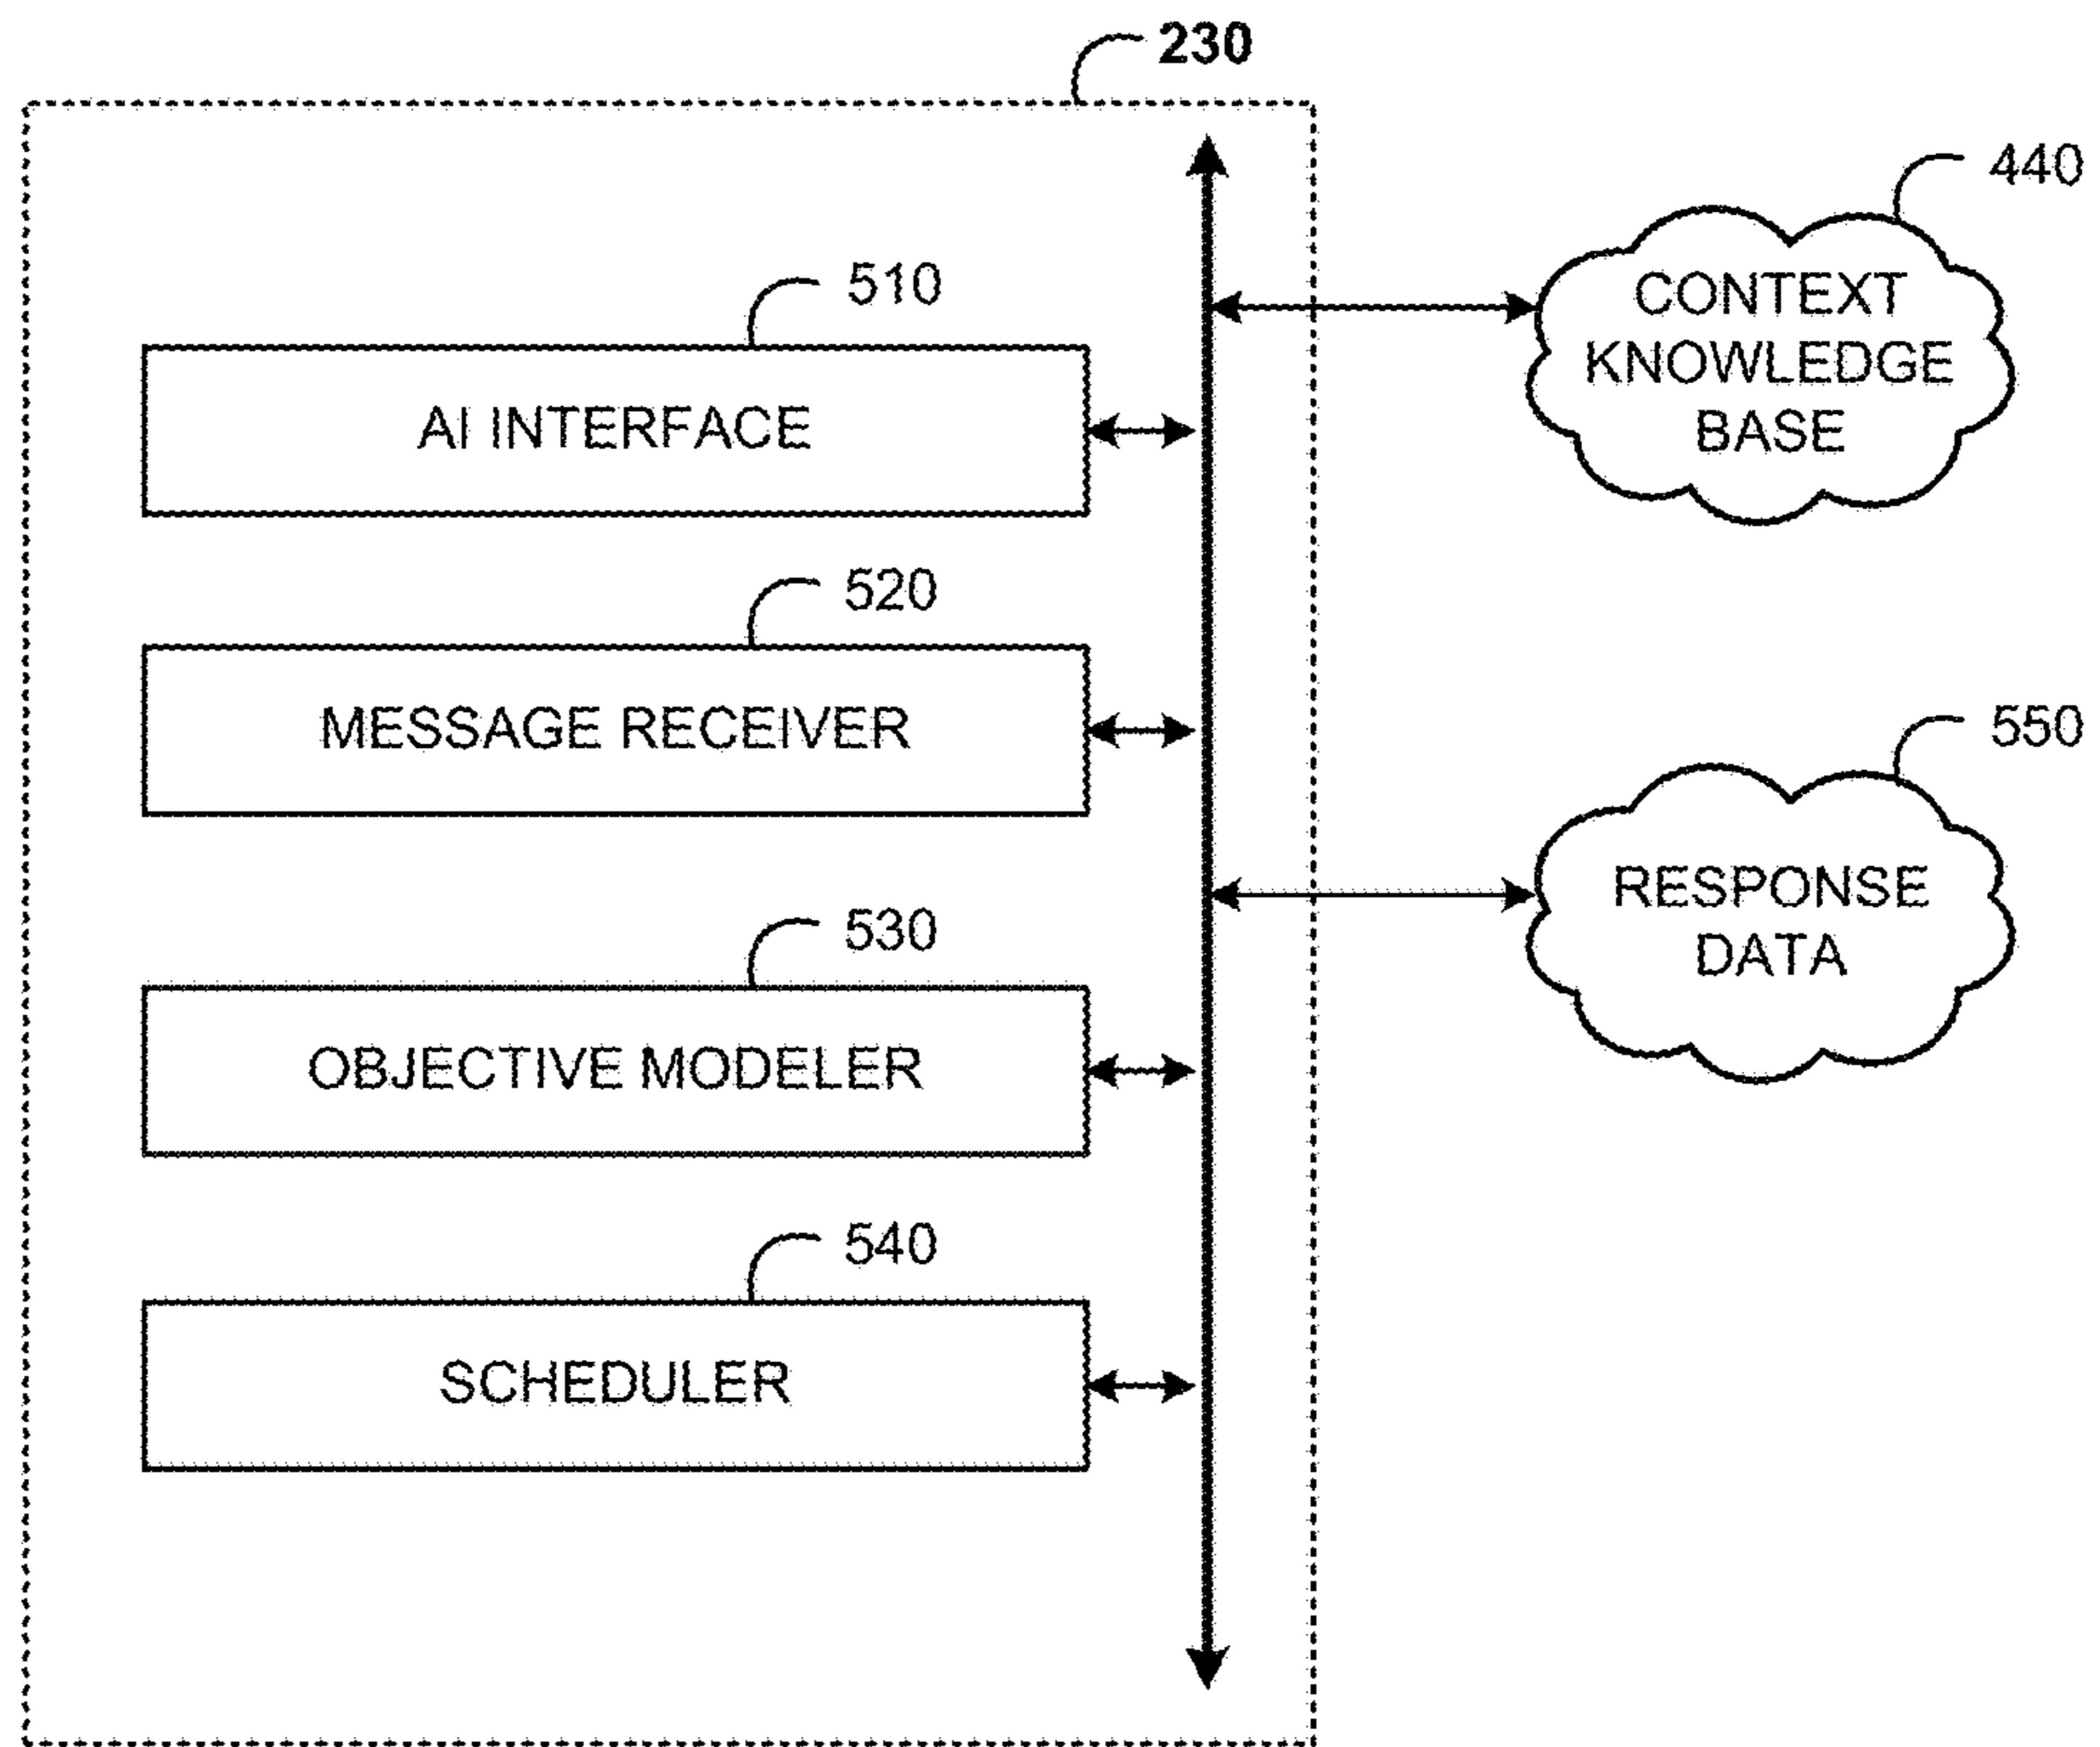 230
440
CONTEXT
KNOWLEDGE
BASE
510
AI INTERFACE
520
MESSAGE RECEIVER
550
RESPONSE
DATA
530
OBJECTIVE MODELER
540
SCHEDULER